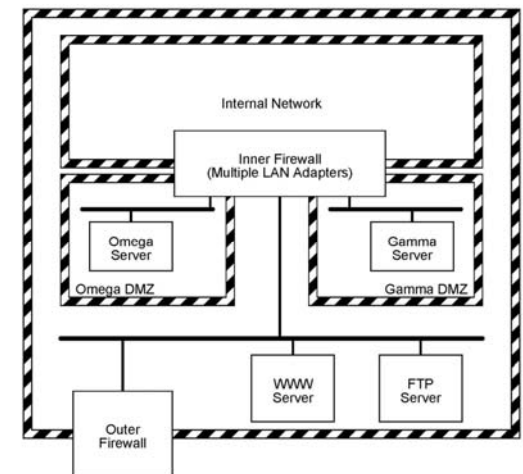 Internal Network
Inner Firewall
(Multiple LAN Adapters)
Omega
Server
Gamma
Server
Omega DMZ
Gamma DMZ
WWW
Server
FTP
Server
Outer
Firewall